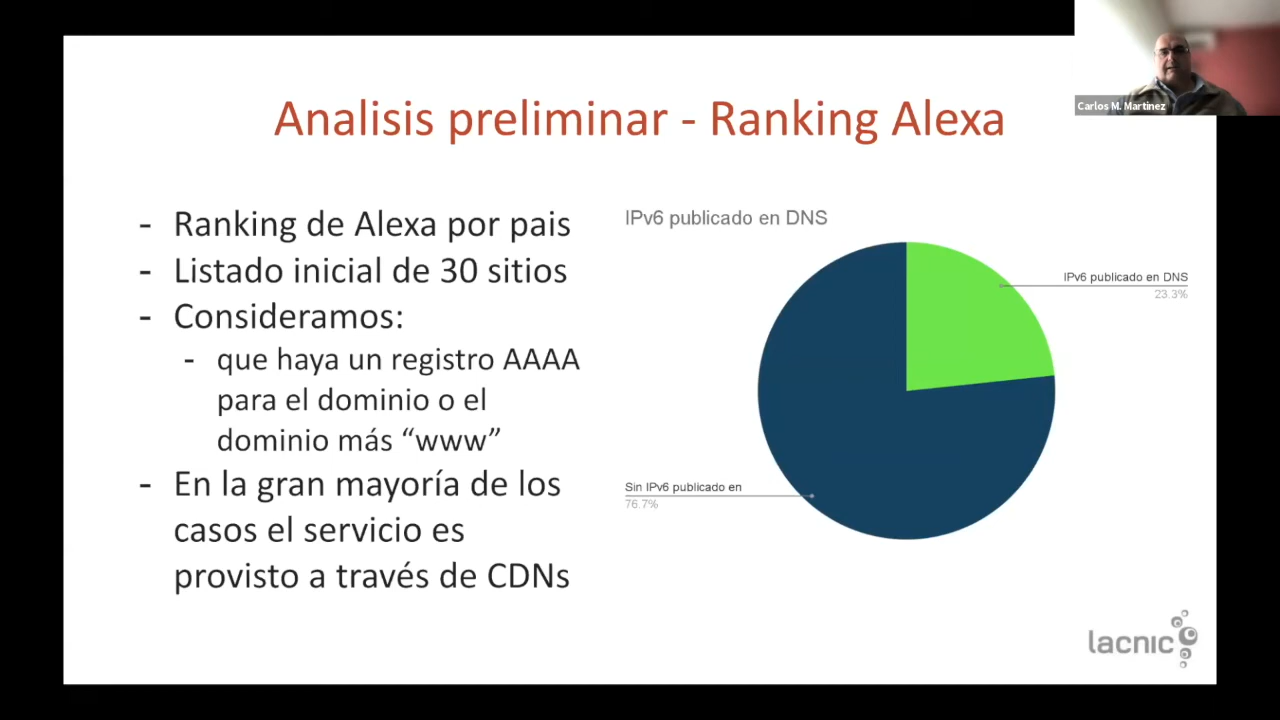 Carlos M. Martinez
Analisis preliminar - Ranking Alexa
- Ranking de Alexa por pais
- Listado inicial de 30 sitios
- Consideramos:
- que haya un registro AAAA
para el dominio o el
dominio más “www”
- En la gran mayoría de los
casos el servicio es
provisto a través de CDNs
IPv6 publicado en DNS
IPv6 publicado en DNS
23.3%
Sin IPv6 publicado en
76.7%
lacnic